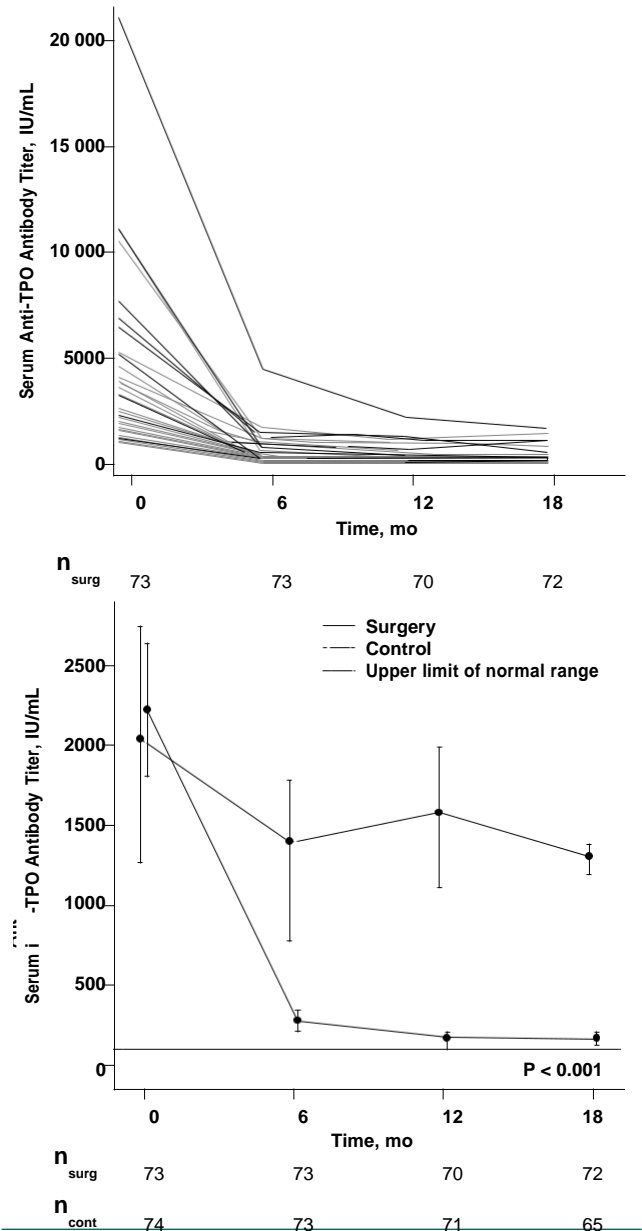 20 000
15 000
10 000
5000
0
Serum Anti-TPO Antibody Titer, IU/mL
0 6 12 18
Time, mo
n surg 73 73 70 72
Surgery
Control
Upper limit of normal range
2500
2000
1500
1000
500
0
Serum i -TPO Antibody Titer, IU/mL
P < 0.001
0 6 12 18
Time, mo
n surg 73 73 70 72
n cont 74 73 71 65